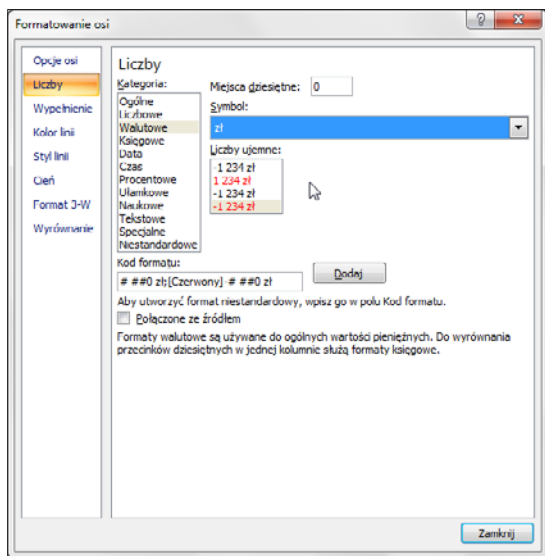 Formatowanie osi
Opcje osi
Liczby
Wypełnienie
Kolor linii
Styl linii
Cień
Format 3-W
Wyrównanie
Liczby
Kategoria:
Ogólne
Liczbowe
Walutowe
Księgowe
Data
Czas
Procentowe
Ułamkowe
Naukowe
Tekstowe
Specjalne
Niestandardowe
Miejsca dziesiętne: 0
Symbol:
zł
Liczby ujemne:
-1 234 zł
1 234 zł
-1 234 zł
-1 234 zł
Kod formatu:
# ##0 zł;[Czerwony]-# ##0 zł
Dodaj
Aby utworzyć format niestandardowy, wpisz go w polu Kod formatu.
Połączone ze źródłem
Formaty walutowe są używane do ogólnych wartości pieniężnych. Do wyrównania
przecinków dziesiętnych w jednej kolumnie służą formaty księgowe.
Zamknij